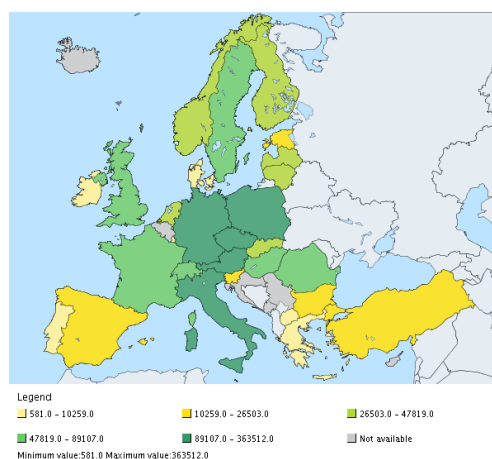 Legend
581.0 - 10259.0
10259.0 - 26503.0
26503.0 - 47819.0
47819.0 - 89107.0
89107.0 - 363512.0
Not available
Minimum value:581.0 Maximum value:363512.0